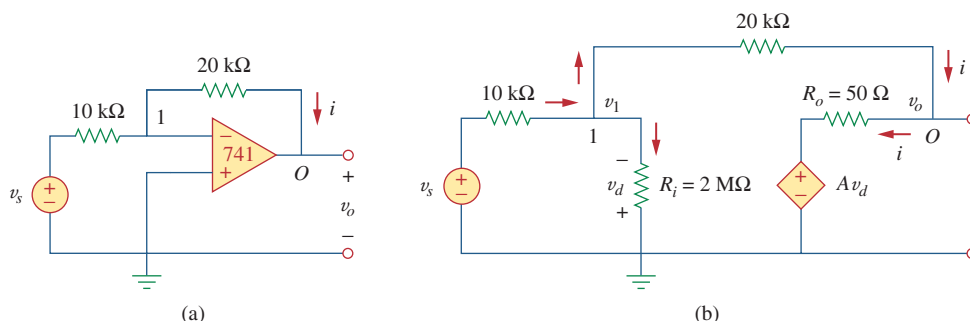 20 kΩ
10 kΩ
1
i
−
741
+
O
v_s
+
−
+
v_o
−
(a)
20 kΩ
i
10 kΩ
v_1
1
R_o = 50 Ω
v_o
O
i
v_s
+
−
−
v_d
+
R_i = 2 MΩ
+
−
Av_d
(b)